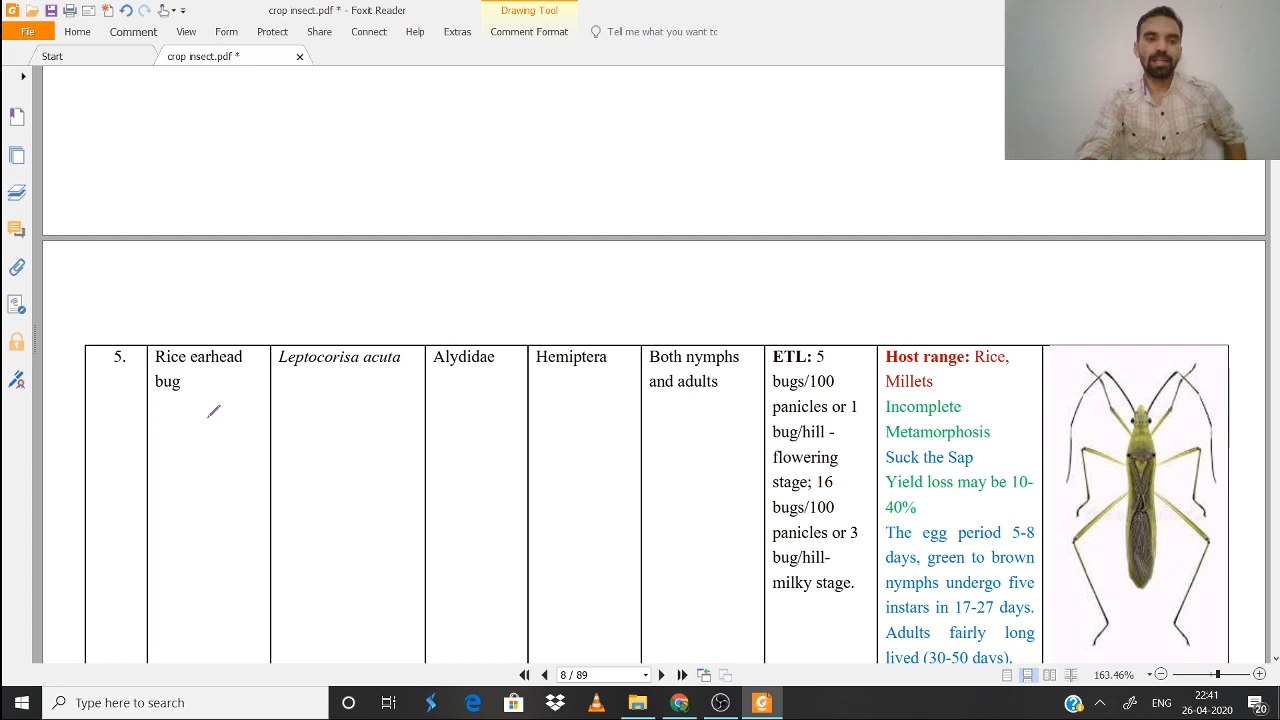 crop insect.pdf * - Foxit Reader
Drawing Tool
File
Home
Comment
View
Form
Protect
Share
Connect
Help
Extras
Comment Format
Tell me what you want to
Start
crop insect.pdf *
5.
Rice earhead
bug
Leptocorisa acuta
Alydidae
Hemiptera
Both nymphs
and adults
ETL: 5
bugs/100
panicles or 1
bug/hill -
flowering
stage; 16
bugs/100
panicles or 3
bug/hill-
milky stage.
Host range: Rice,
Millets
Incomplete
Metamorphosis
Suck the Sap
Yield loss may be 10-
40%
The egg period 5-8
days, green to brown
nymphs undergo five
instars in 17-27 days.
Adults fairly long
lived (30-50 days).
8 / 89
163.46%
Type here to search
ENG
22:41
26-04-2020
20